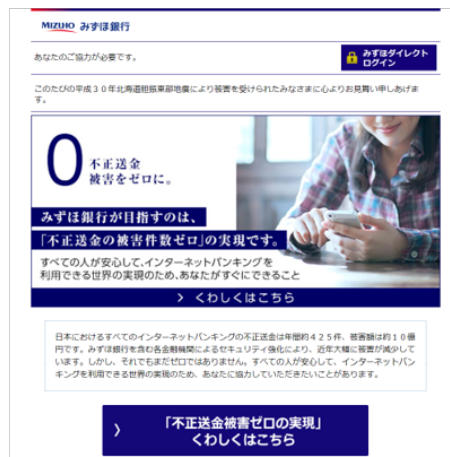 MIZUHO みずほ銀行
あなたのご協力が必要です。
みずほダイレクト
ログイン
このたびの平成30年北海道胆振東部地震により被害を受けられたみなさまに心よりお見舞い申しあげま
す。
0 不正送金
被害をゼロに。
みずほ銀行が目指すのは、
「不正送金の被害件数ゼロ」の実現です。
すべての人が安心して、インターネットバンキングを
利用できる世界の実現のため、あなたがすぐにできること
> くわしくはこちら
日本におけるすべてのインターネットバンキングの不正送金は年間約425件、被害額は約10億
円です。みずほ銀行を含む各金融機関によるセキュリティ強化により、近年大幅に被害が減少して
います。しかし、それでもまだゼロではありません。すべての人が安心して、インターネットバン
キングを利用できる世界の実現のため、あなたに協力していただきたいことがあります。
> 「不正送金被害ゼロの実現」
くわしくはこちら